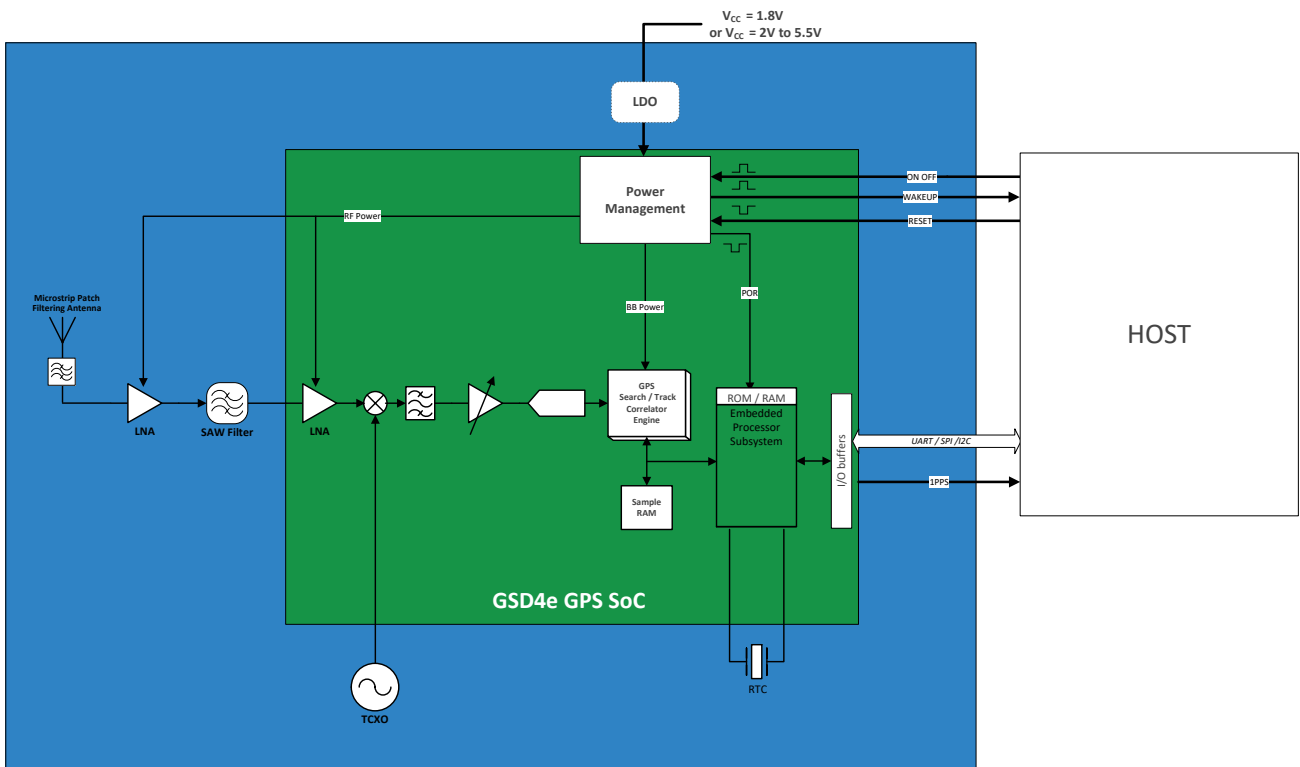 V_CC = 1.8V
or V_CC = 2V to 5.5V
LDO
Power
Management
ON OFF
WAKEUP
RESET
RF Power
POR
BB Power
Microstrip Patch
Filtering Antenna
HOST
GPS
Search / Track
Correlator
Engine
ROM / RAM
Embedded
Processor
Subsystem
I/O buffers
UART / SPI /I2C
LNA
SAW Filter
LNA
1PPS
Sample
RAM
GSD4e GPS SoC
RTC
TCXO